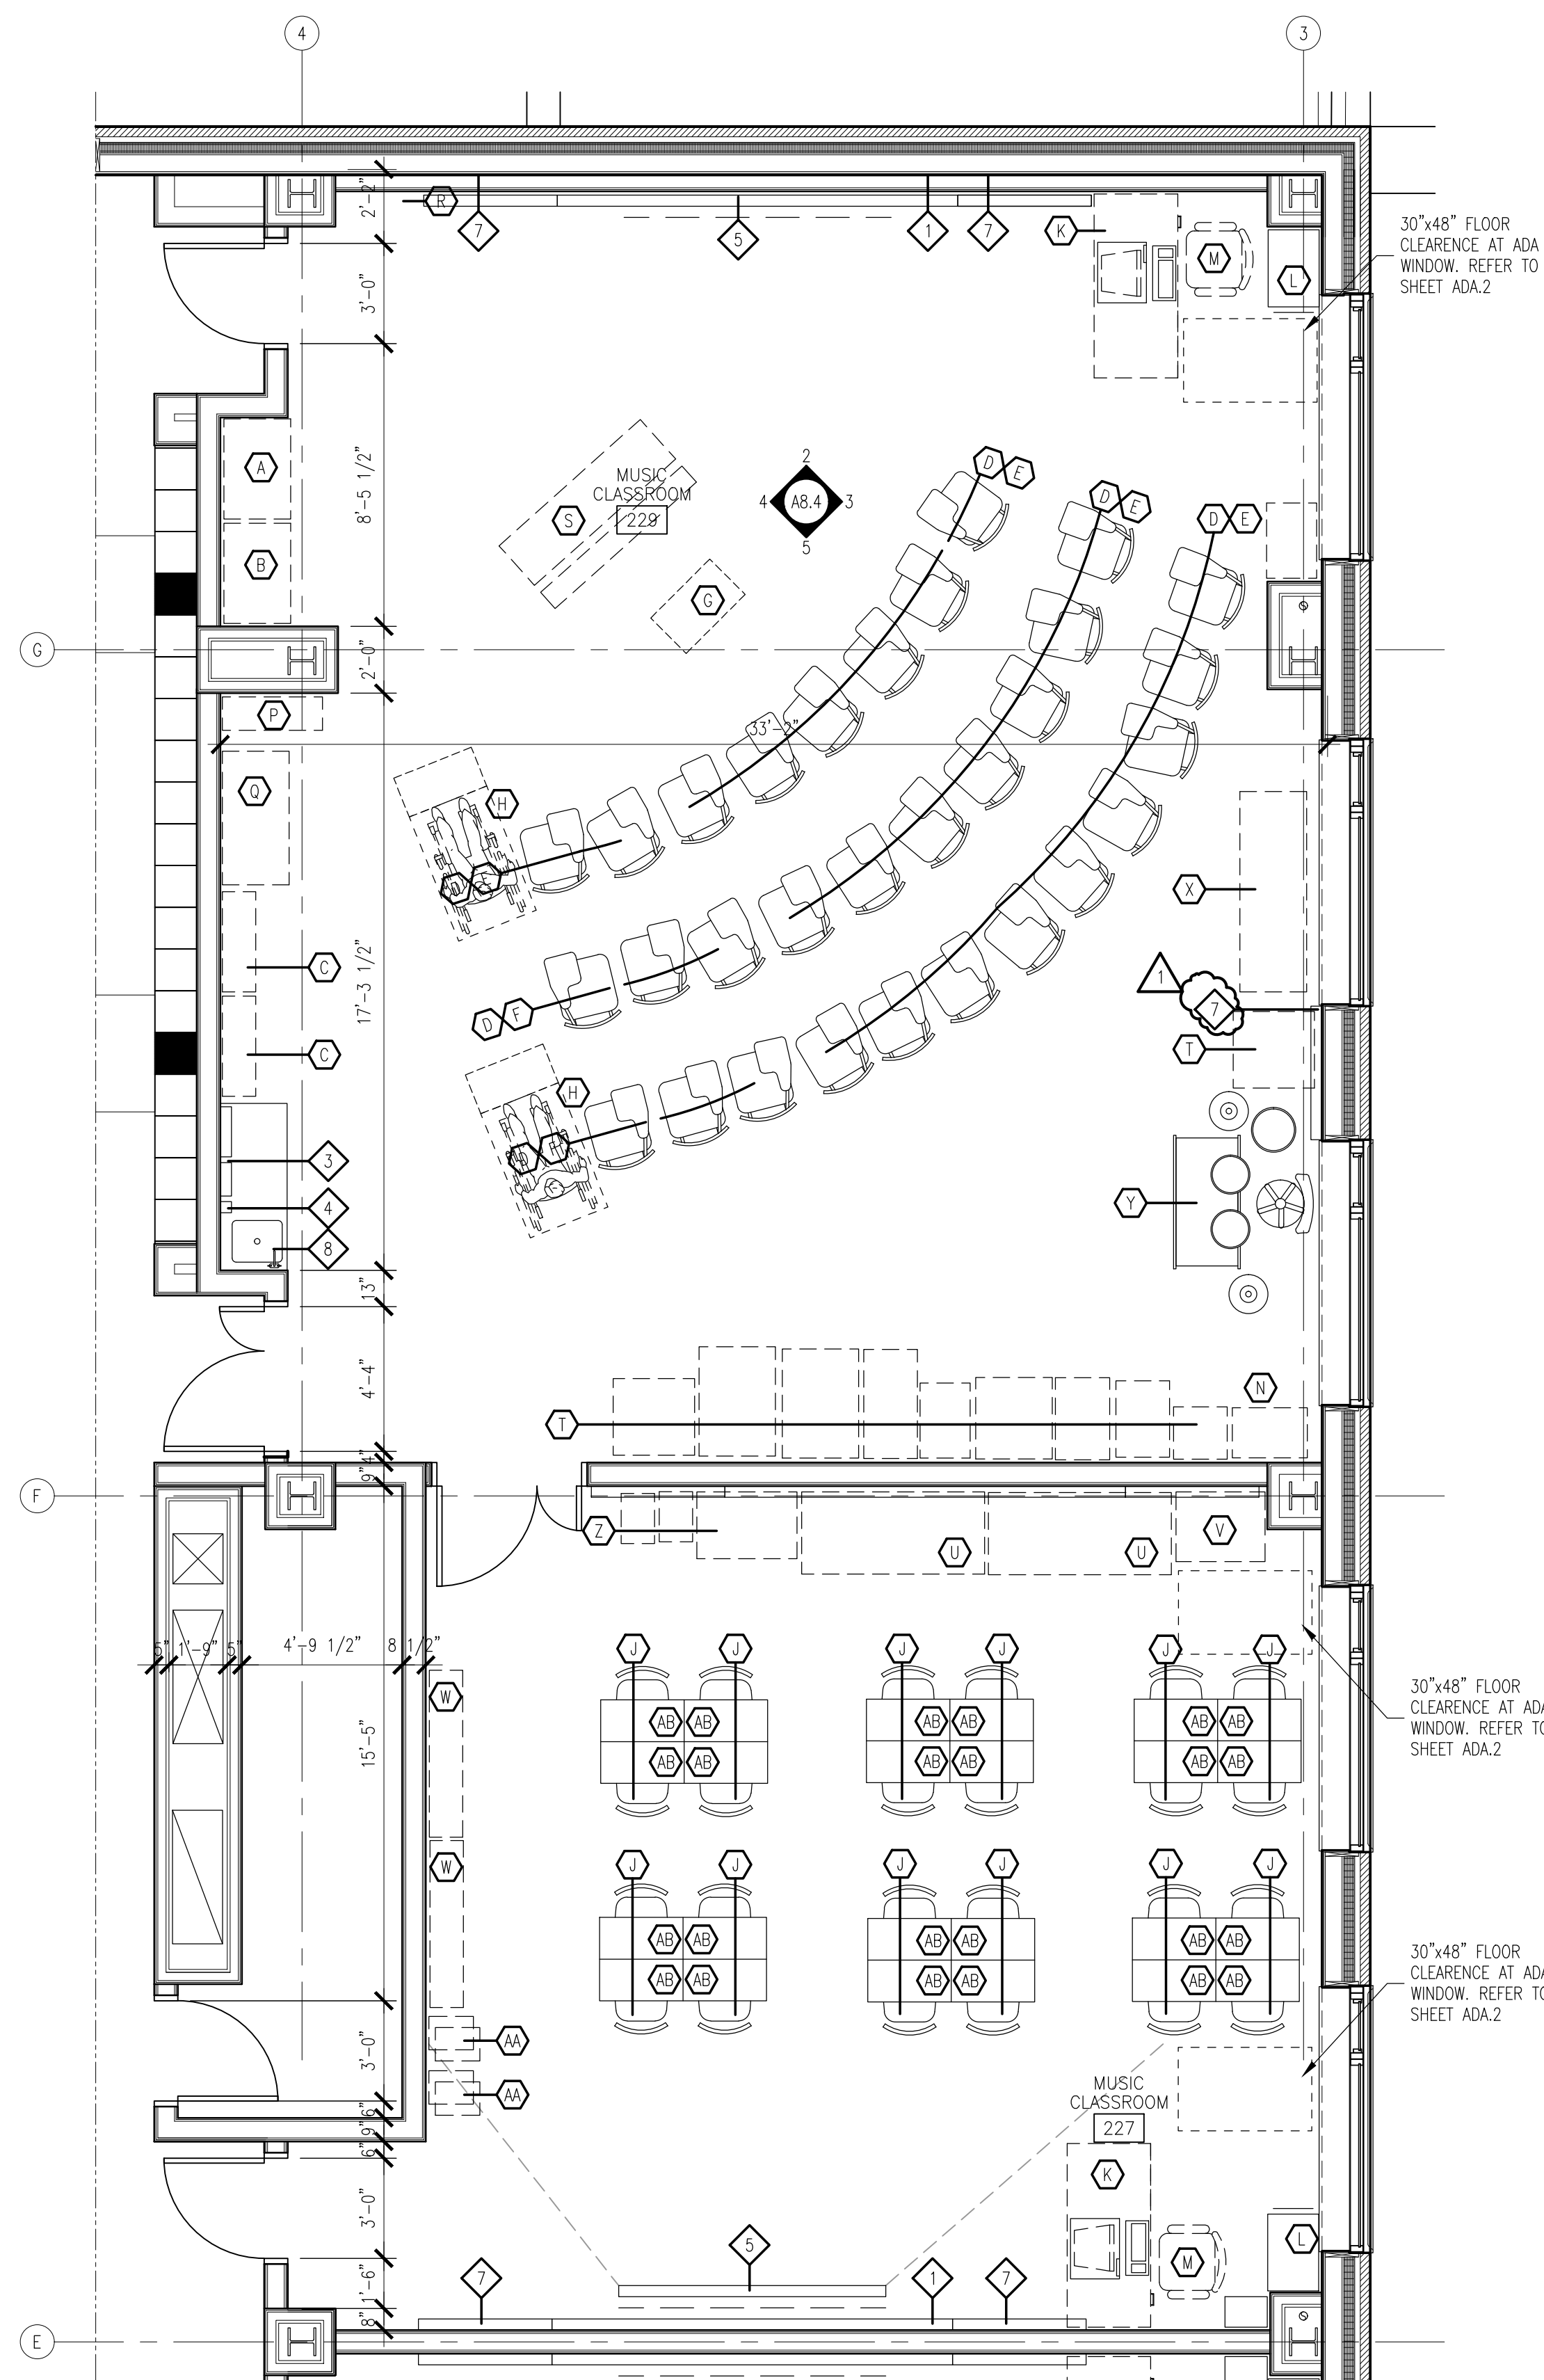 4
3
2'-2"
R
7
5
1
7
K
M
L
30"x48" FLOOR
CLEARENCE AT ADA
WINDOW. REFER TO
SHEET ADA.2
3'-0"
A
8'-5 1/2"
B
MUSIC
CLASSROOM
229
S
G
2
4
A8.4
3
5
D
E
D
E
D
E
G
2'-0"
P
33'-2"
Q
H
D
E
X
C
17'-3 1/2"
1
7
D
F
T
C
H
D
3
4
Y
8
13"
4'-4"
N
T
4"
9"
F
Z
U
U
V
5"
1'-9"
5"
4'-9 1/2"
8 1/2"
J
J
J
J
J
J
W
30"x48" FLOOR
CLEARENCE AT ADA
WINDOW. REFER TO
SHEET ADA.2
AB
AB
AB
AB
AB
AB
15'-5"
AB
AB
AB
AB
AB
AB
W
J
J
J
J
J
J
AB
AB
AB
AB
AB
AB
30"x48" FLOOR
CLEARENCE AT ADA
WINDOW. REFER TO
SHEET ADA.2
AB
AB
AB
AB
AB
AB
3'-0"
AA
AA
MUSIC
CLASSROOM
227
6"
9"
6"
K
3'-0"
5
L
M
7
1
7
1'-6"
8"
E